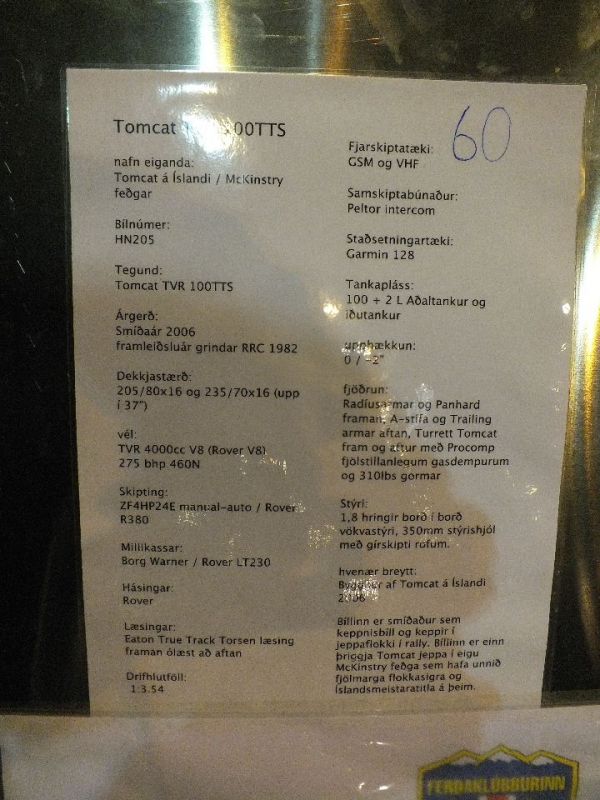 Tomcat 00TTS
nafn eiganda:
Tomcat á Íslandi / McKinstry
feðgar
Bílnúmer:
HN205
Tegund:
Tomcat TVR 100TTS
Árgerð:
Smíðaár 2006
framleiðsluár grindar RRC 1982
Dekkjastærð:
205/80x16 og 235/70x16 (upp
í 37")
vél:
TVR 4000cc V8 (Rover V8)
275 bhp 460N
Skipting:
ZF4HP24E manual-auto / Rover
R380
Millikassar:
Borg Warner / Rover LT230
Hásingar:
Rover
Læsingar:
Eaton True Track Torsen læsing
framan ólæst að aftan
Drifhlutföll:
1:3.54
60
Fjarskiptatæki:
GSM og VHF
Samskiptabúnaður:
Peltor intercom
Staðsetningartæki:
Garmin 128
Tankapláss:
100 + 2 L Aðaltankur og
iðutankur
upphækkun:
0 / -2"
fjöðrun:
Radíusarmar og Panhard
framan, A-stífa og Trailing
armar aftan, Turrett Tomcat
fram og aftur með Procomp
fjölstillanlegum gasdempurum
og 310lbs gormar
Stýri:
1,8 hringir borð í borð
vökvastýri, 350mm stýrishjól
með gírskipti rofum.
hvenær breytt:
Byggður af Tomcat á Íslandi
2006
Bíllinn er smíðaður sem
keppnisbíll og keppir í
jeppaflokki í rally. Bíllinn er einn
þriggja Tomcat jeppa í eigu
McKinstry feðga sem hafa unnið
fjölmarga flokkasigra og
Íslandsmeistaratitla á þeim.
FERÐAKLÚBBURINN